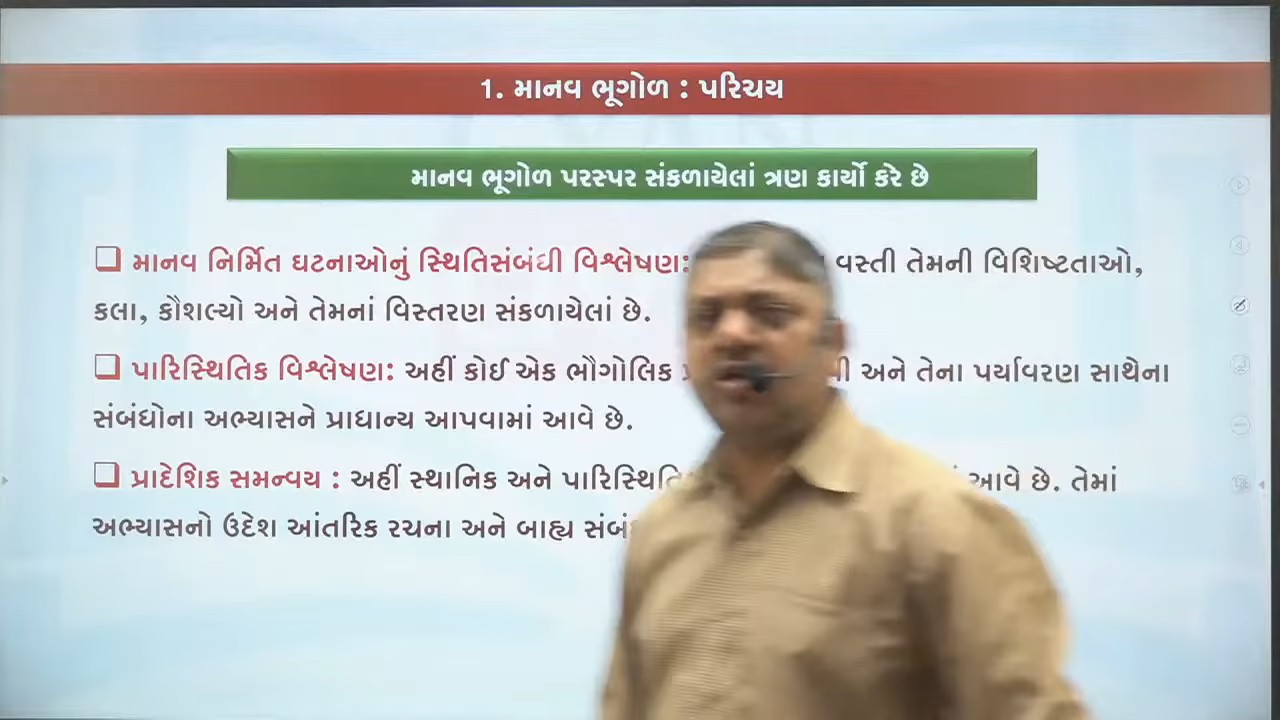 1. માનવ ભૂગોળ : પરિચય
માનવ ભૂગોળ પરસ્પર સંકળાયેલાં ત્રણ કાર્યો કરે છે
❑ માનવ નિર્મિત ઘટનાઓનું સ્થિતિસંબંધી વિશ્લેષણ: વસ્તી તેમની વિશિષ્ટતાઓ,
કલા, કૌશલ્યો અને તેમનાં વિસ્તરણ સંકળાયેલાં છે.
❑ પારિસ્થિતિક વિશ્લેષણ: અહીં કોઈ એક ભૌગોલિક અને તેના પર્યાવરણ સાથેના
સંબંધોના અભ્યાસને પ્રાધાન્ય આપવામાં આવે છે.
❑ પ્રાદેશિક સમન્વય : અહીં સ્થાનિક અને આવે છે. તેમાં
અભ્યાસનો ઉદેશ આંતરિક રચના અને બાહ્ય